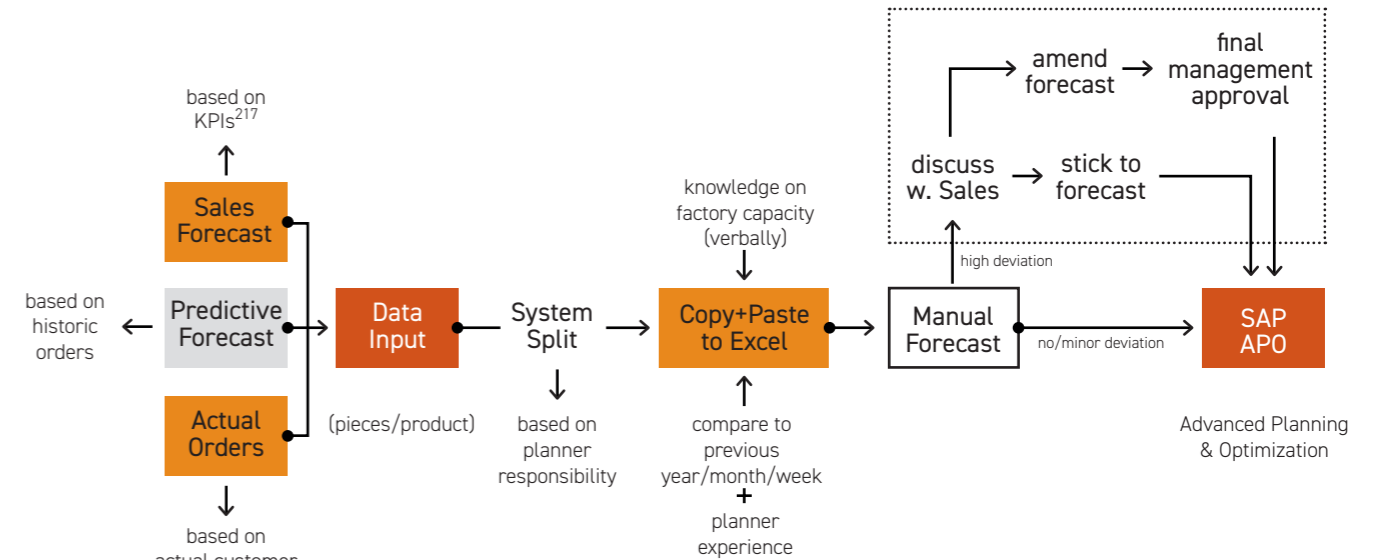 based on
KPIs217
Sales
Forecast
based on
historic
orders
Predictive
Forecast
Actual
Orders
based on
actual customer
Data
Input
(pieces/product)
System
Split
based on
planner
responsibility
knowledge on
factory capacity
(verbally)
Copy+Paste
to Excel
compare to
previous
year/month/week
+
planner
experience
Manual
Forecast
high deviation
no/minor deviation
discuss
w. Sales
amend
forecast
final
management
approval
stick to
forecast
SAP
APO
Advanced Planning
& Optimization